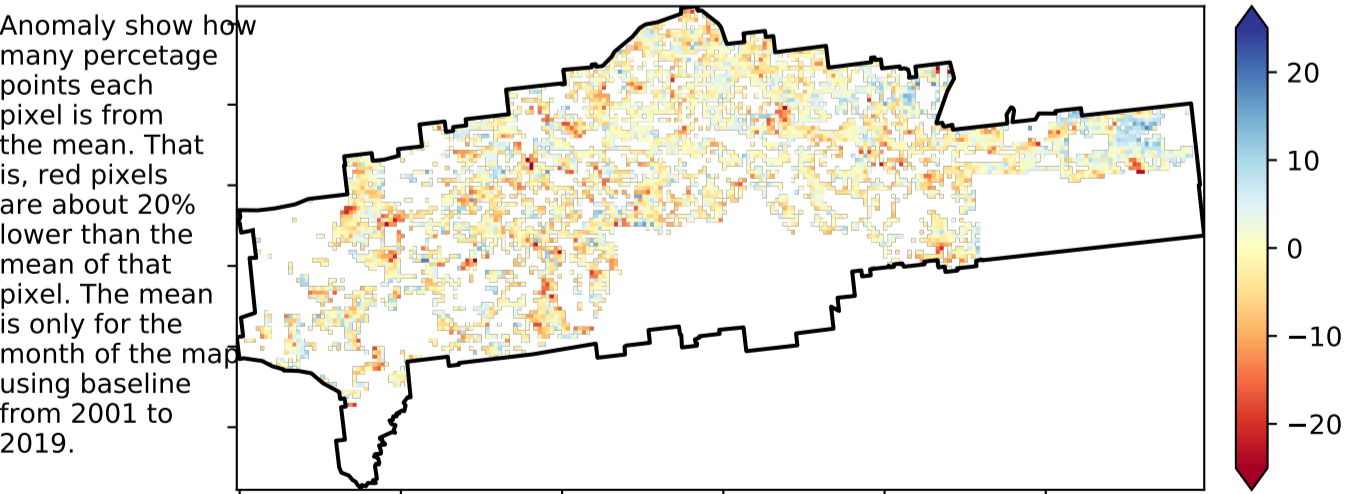 Anomaly show how
many percetage
points each
pixel is from
the mean. That
is, red pixels
are about 20%
lower than the
mean of that
pixel. The mean
is only for the
month of the map
using baseline
from 2001 to
2019.
20
10
0
−10
−20